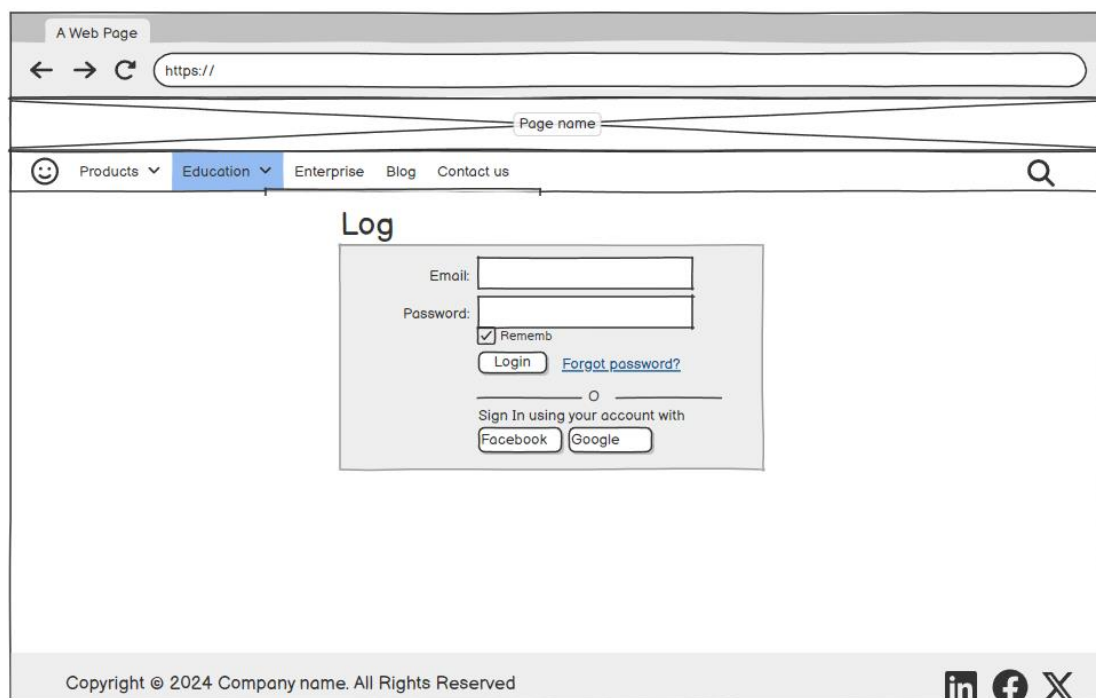 A Web Page
https://
Page name
Products Education Enterprise Blog Contact us
Log
Email:
Password:
Rememb
Login Forgot password?
O
Sign In using your account with
Facebook Google
Copyright © 2024 Company name. All Rights Reserved
in f X